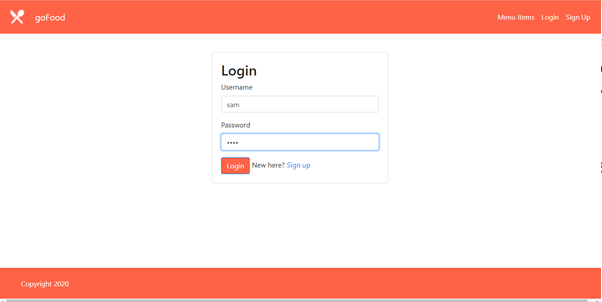 goFood
Menu Items Login Sign Up
Login
Username
sam
Password
••••
Login New here? Sign up
Copyright 2020